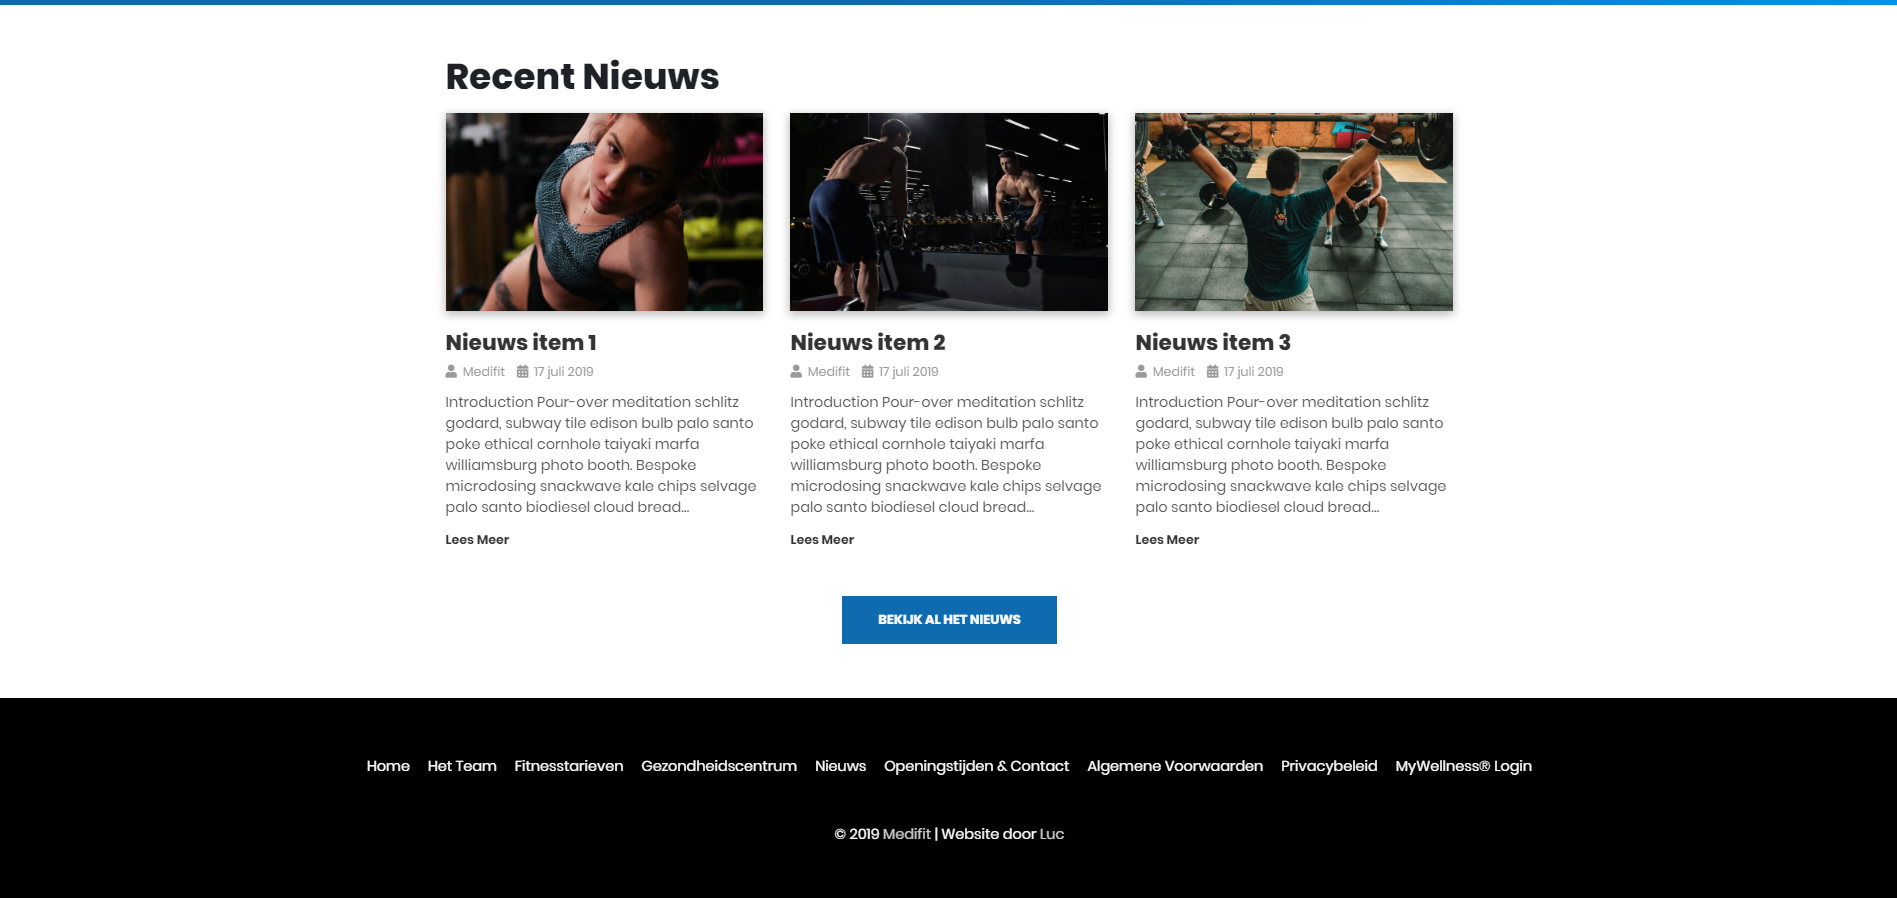 Recent Nieuws
Nieuws item 1
Medifit 17 juli 2019
Introduction Pour-over meditation schlitz
godard, subway tile edison bulb palo santo
poke ethical cornhole taiyaki marfa
williamsburg photo booth. Bespoke
microdosing snackwave kale chips selvage
palo santo biodiesel cloud bread...
Lees Meer
Nieuws item 2
Medifit 17 juli 2019
Introduction Pour-over meditation schlitz
godard, subway tile edison bulb palo santo
poke ethical cornhole taiyaki marfa
williamsburg photo booth. Bespoke
microdosing snackwave kale chips selvage
palo santo biodiesel cloud bread...
Lees Meer
Nieuws item 3
Medifit 17 juli 2019
Introduction Pour-over meditation schlitz
godard, subway tile edison bulb palo santo
poke ethical cornhole taiyaki marfa
williamsburg photo booth. Bespoke
microdosing snackwave kale chips selvage
palo santo biodiesel cloud bread...
Lees Meer
BEKIJK AL HET NIEUWS
Home Het Team Fitnesstarieven Gezondheidscentrum Nieuws Openingstijden & Contact Algemene Voorwaarden Privacybeleid MyWellness® Login
© 2019 Medifit | Website door Luc